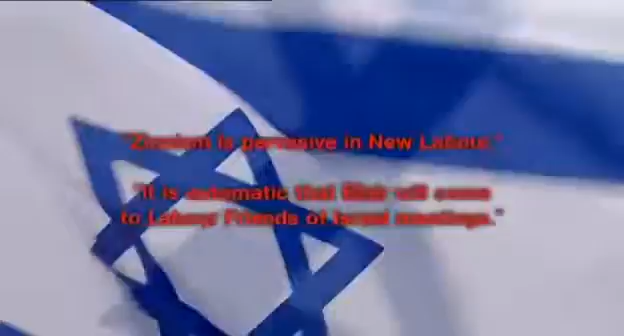 "Zionism is pervasive in New Labour."
"It is automatic that Blair will come
to Labour Friends of Israel meetings."